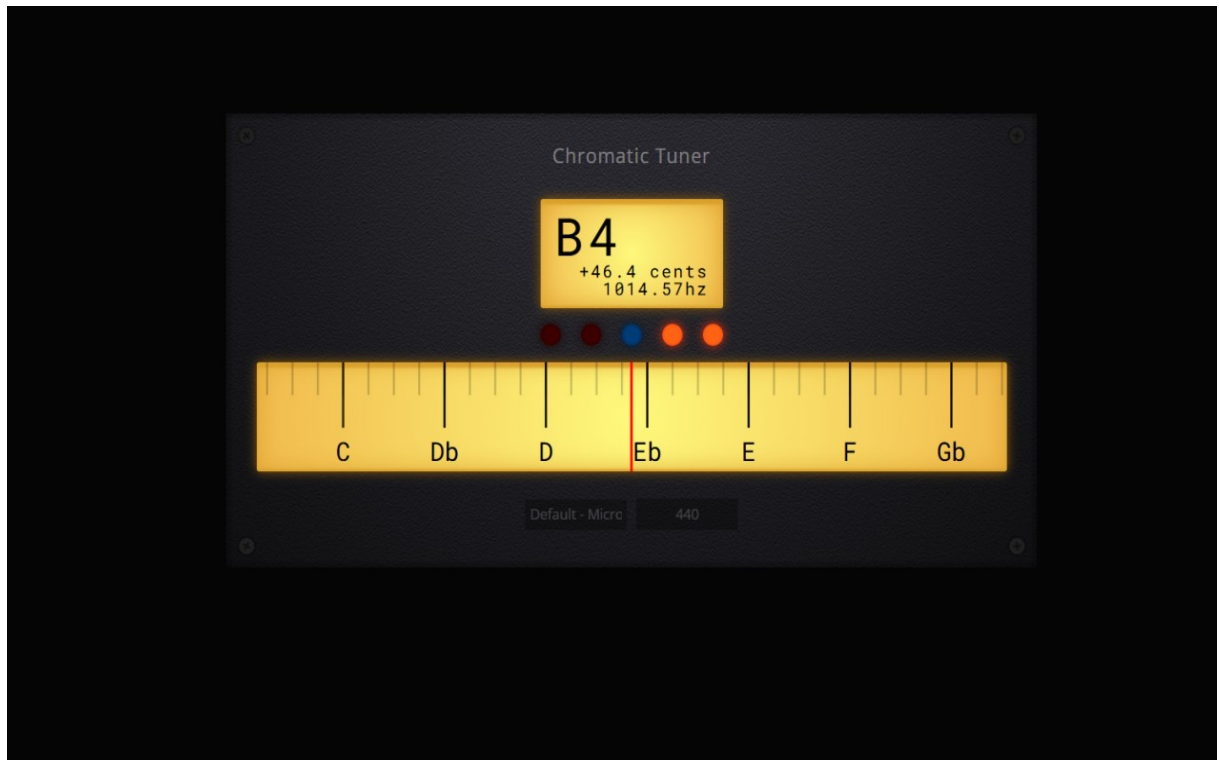 Chromatic Tuner
B4
+46.4 cents
1014.57hz
C Db D Eb E F Gb
Default - Micro 440